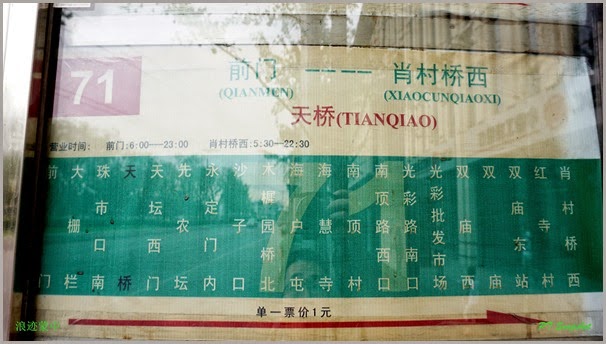 71
前门 ---- 肖村桥西
(QIANMEN) (XIAOCUNQIAOXI)
天桥(TIANQIAO)
营业时间: 前门:6:00---23:00 肖村桥西:5:30--22:30
前门
大栅栏
珠市口南
天桥
天坛西门
先农坛
永定门内
沙子口
木樨园桥北
海户屯
海慧寺
南顶村
南顶路西口
光彩路南口
光彩批发市场
双庙西
双庙
双庙东站
红寺村
肖村桥西
单一票价1元
浪迹